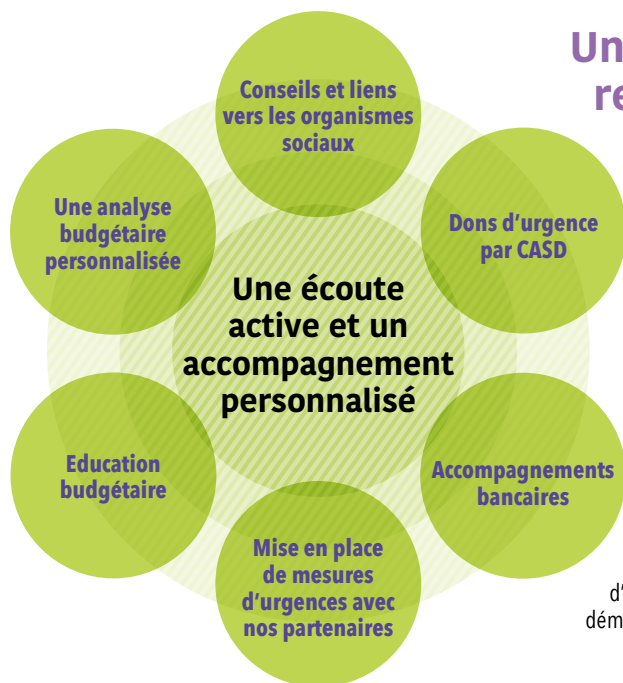 Un
re
Conseils et liens
vers les organismes
sociaux
Une analyse
budgétaire
personnalisée
Dons d'urgence
par CASD
Une écoute
active et un
accompagnement
personnalisé
Education
budgétaire
Accompagnements
bancaires
Mise en place
de mesures
d'urgences avec
nos partenaires
d'
dém